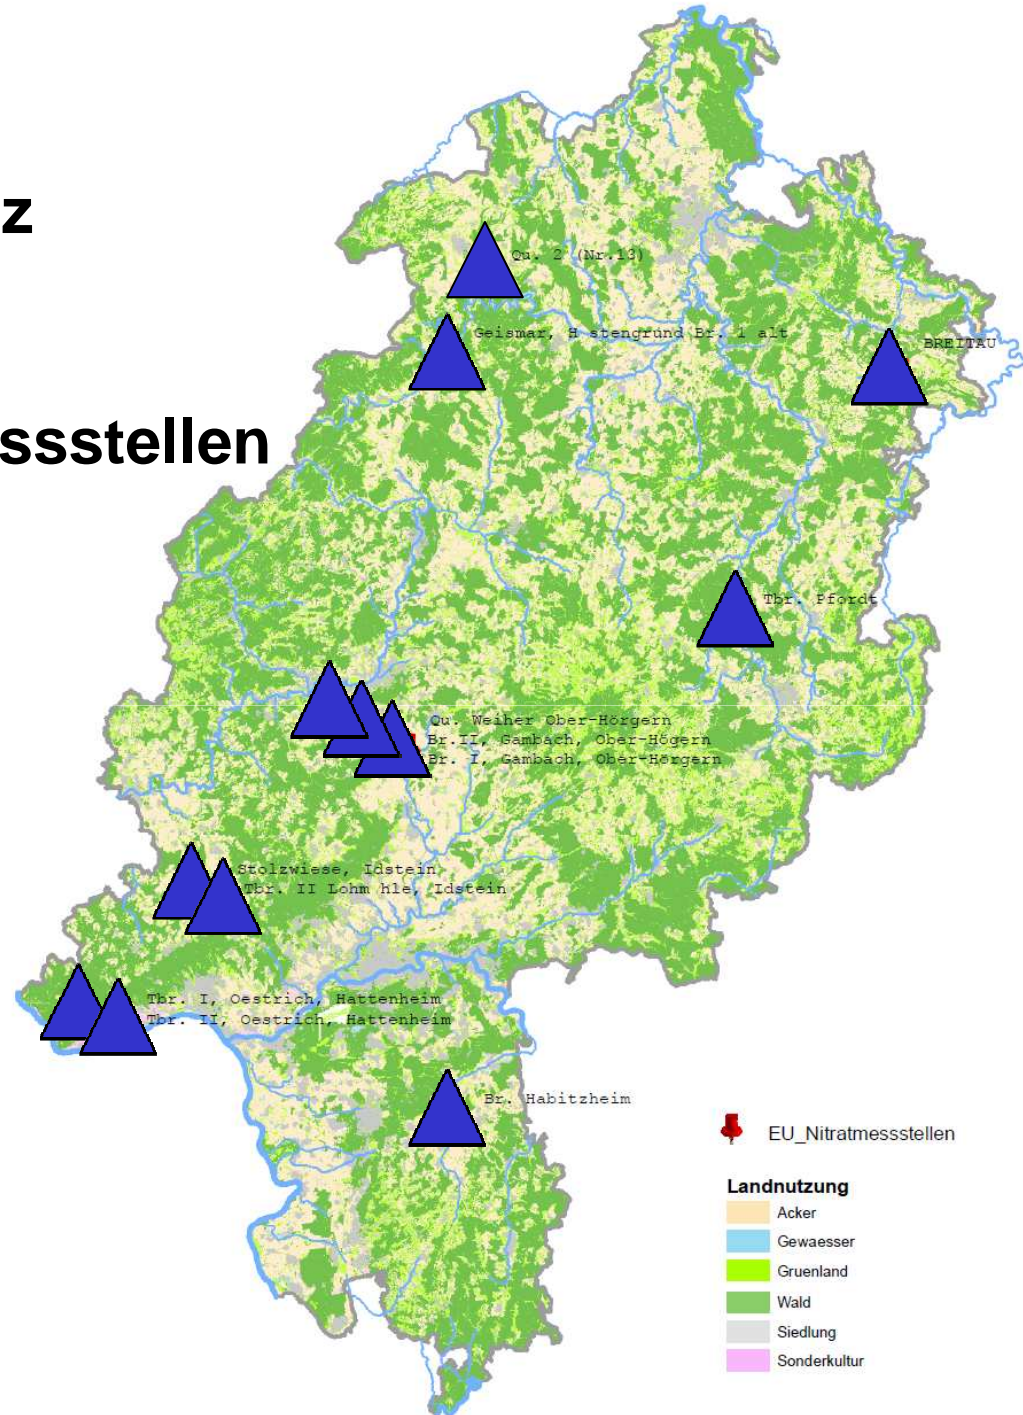 z
Qu. 2 (Nr.13)
Geismar, H stengrund Br. 1 alt
BREITAU
ssstellen
Tbr. Pfordt
Qu. Weiher Ober-Hörgern
Br.II, Gambach, Ober-Högern
Br. I, Gambach, Ober-Hörgern
Stolzwiese, Idstein
Tbr. II Lohm hle, Idstein
Tbr. I, Oestrich, Hattenheim
Tbr. II, Oestrich, Hattenheim
Br. Habitzheim
EU_Nitratmessstellen
Landnutzung
Acker
Gewaesser
Gruenland
Wald
Siedlung
Sonderkultur